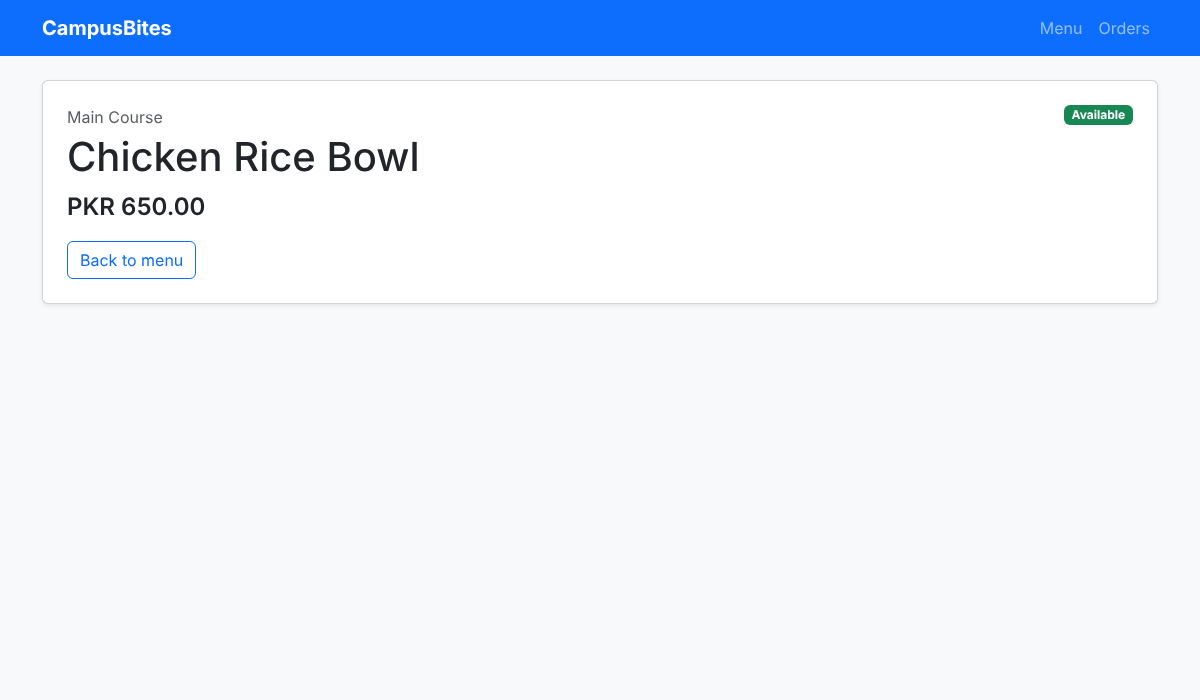 CampusBites
Menu
Orders
Main Course
Available
Chicken Rice Bowl
PKR 650.00
Back to menu